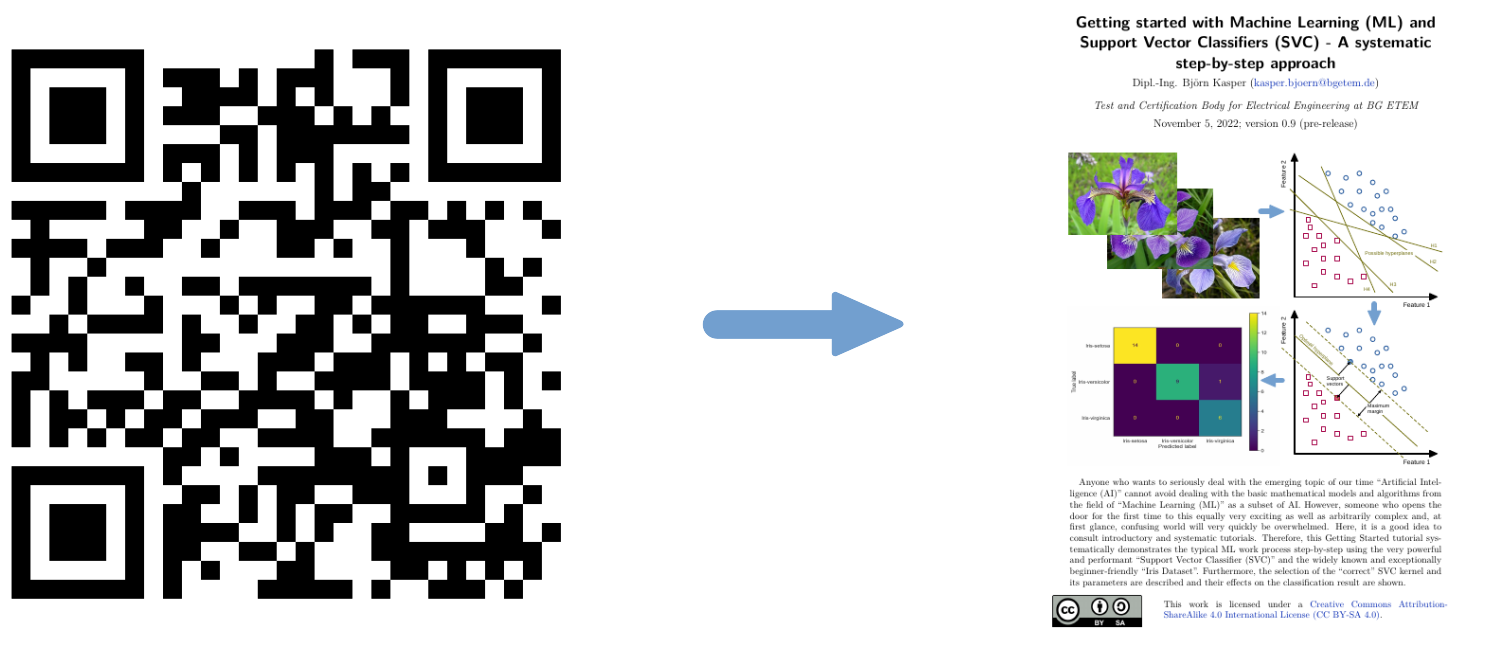 Getting started with Machine Learning (ML) and
Support Vector Classifiers (SVC) - A systematic
step-by-step approach
Dipl.-Ing. Björn Kasper (kasper.bjoern@bgetem.de)
Test and Certification Body for Electrical Engineering at BG ETEM
November 5, 2022; version 0.9 (pre-release)
Feature 2
Possible hyperplanes
H1
H2
H3
H4
Feature 1
True label
Iris-setosa
Iris-versicolor
Iris-virginica
14
0
0
0
9
1
0
0
Iris-setosa
Iris-versicolor
Iris-virginica
Predicted label
14
12
10
8
6
4
2
0
Feature 2
Optimal hyperplane
Support
vectors
Maximum
margin
Feature 1
Anyone who wants to seriously deal with the emerging topic of our time “Artificial Intel-
ligence (AI)” cannot avoid dealing with the basic mathematical models and algorithms from
the field of “Machine Learning (ML)” as a subset of AI. However, someone who opens the
door for the first time to this equally very exciting as well as arbitrarily complex and, at
first glance, confusing world will very quickly be overwhelmed. Here, it is a good idea to
consult introductory and systematic tutorials. Therefore, this Getting Started tutorial sys-
tematically demonstrates the typical ML work process step-by-step using the very powerful
and performant “Support Vector Classifier (SVC)” and the widely known and exceptionally
beginner-friendly “Iris Dataset”. Furthermore, the selection of the “correct” SVC kernel and
its parameters are described and their effects on the classification result are shown.
cc
BY SA
This work is licensed under a Creative Commons Attribution-
ShareAlike 4.0 International License (CC BY-SA 4.0).